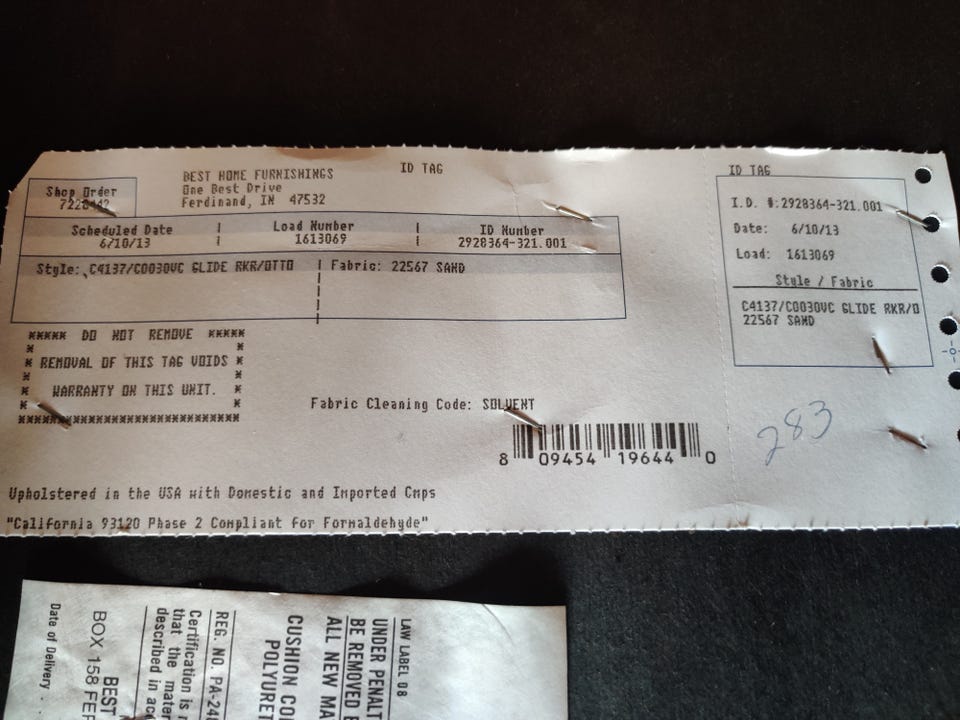 ID TAG
BEST HOME FURNISHINGS
One Best Drive
Ferdinand, IN 47532
Shop Order
Scheduled Date | Load Number | ID Number
6/10/13 1613069 2928364-321.001
Style: C4137/C0030VC GLIDE RKR/OTTO | Fabric: 22567 SAND
***** DO NOT REMOVE *****
* REMOVAL OF THIS TAG VOIDS *
* WARRANTY ON THIS UNIT. *
Fabric Cleaning Code: SOLVENT
8 09454 19644 0
Upholstered in the USA with Domestic and Imported Cmps
"California 93120 Phase 2 Compliant for Formaldehyde"
ID TAG
I.D. #:2928364-321.001
Date: 6/10/13
Load: 1613069
Style / Fabric
C4137/C0030VC GLIDE RKR/O
22567 SAND
283
LAW LABEL 08
UNDER PENALT
BE REMOVED
ALL NEW MA
CUSHION CO
POLYURET
REG. NO. PA-24
Certification is
that the mater
described in acc
BEST
BOX 158 FER
Date of Delivery